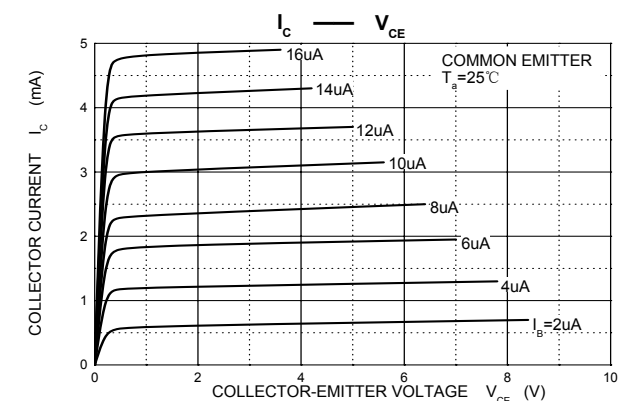 I_C — V_CE
COLLECTOR CURRENT I_C (mA)
5
4
3
2
1
0
COMMON EMITTER
T_a=25℃
16uA
14uA
12uA
10uA
8uA
6uA
4uA
I_B=2uA
0 2 4 6 8 10
COLLECTOR-EMITTER VOLTAGE V_CE (V)